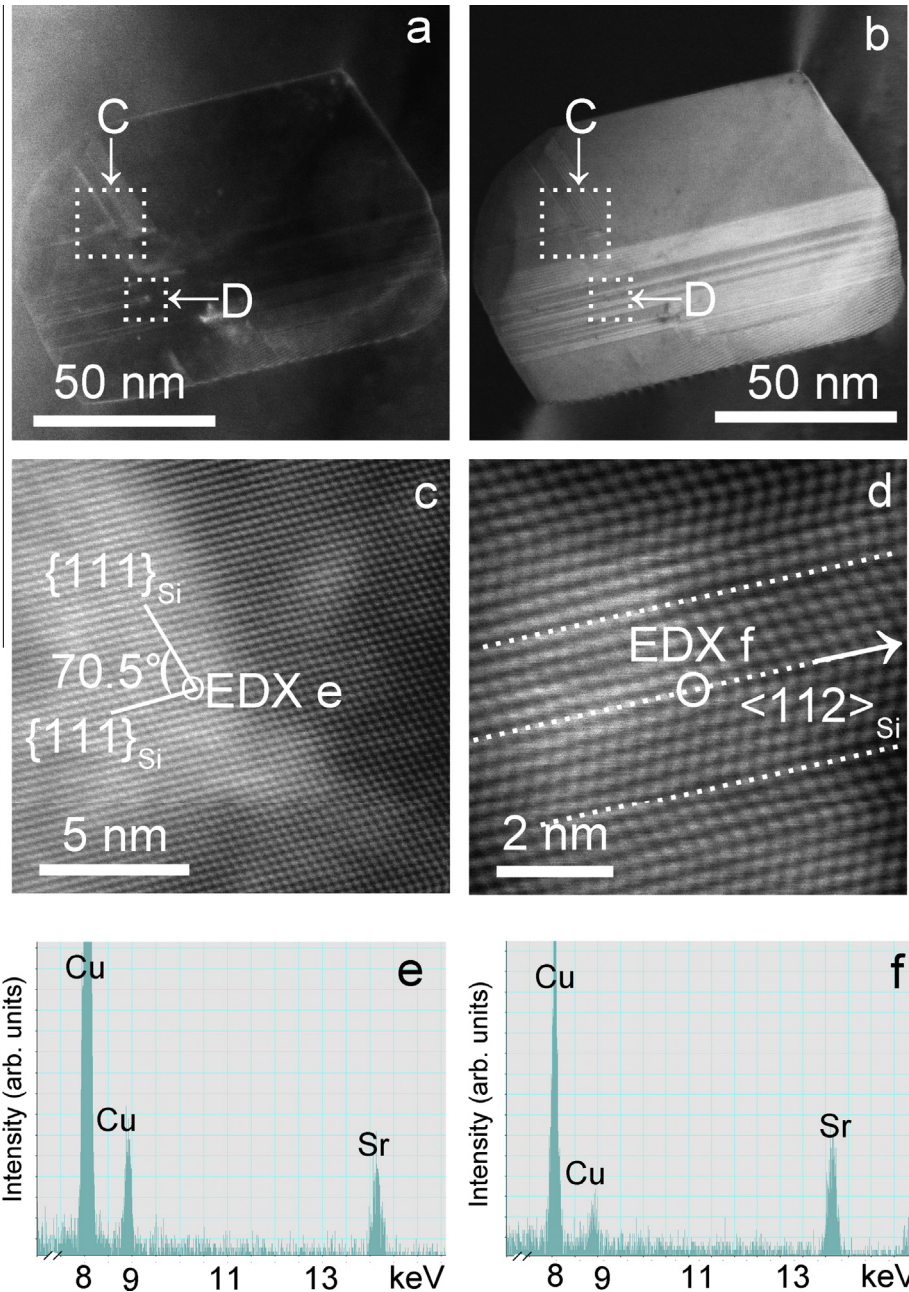 a
C
D
50 nm
b
C
D
50 nm
c
{111}Si
70.5°
EDX e
{111}Si
5 nm
d
EDX f
<112>Si
2 nm
e
Intensity (arb. units)
Cu
Cu
Sr
8 9 11 13 keV
f
Intensity (arb. units)
Cu
Cu
Sr
8 9 11 13 keV